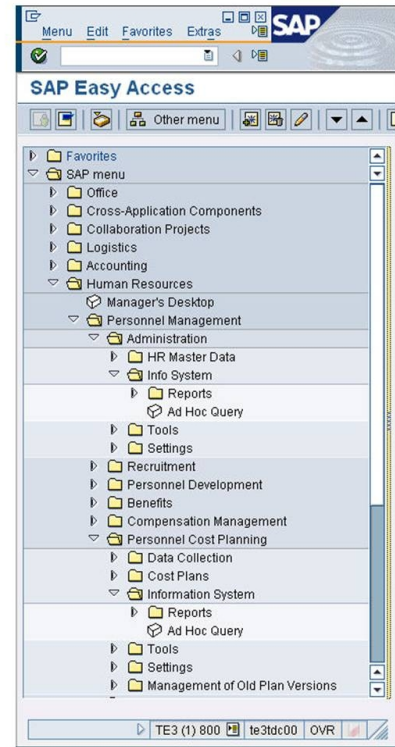 Menu Edit Favorites Extras SAP
SAP Easy Access
Other menu
Favorites
SAP menu
Office
Cross-Application Components
Collaboration Projects
Logistics
Accounting
Human Resources
Manager's Desktop
Personnel Management
Administration
HR Master Data
Info System
Reports
Ad Hoc Query
Tools
Settings
Recruitment
Personnel Development
Benefits
Compensation Management
Personnel Cost Planning
Data Collection
Cost Plans
Information System
Reports
Ad Hoc Query
Tools
Settings
Management of Old Plan Versions
TE3 (1) 800 te3tdc00 OVR